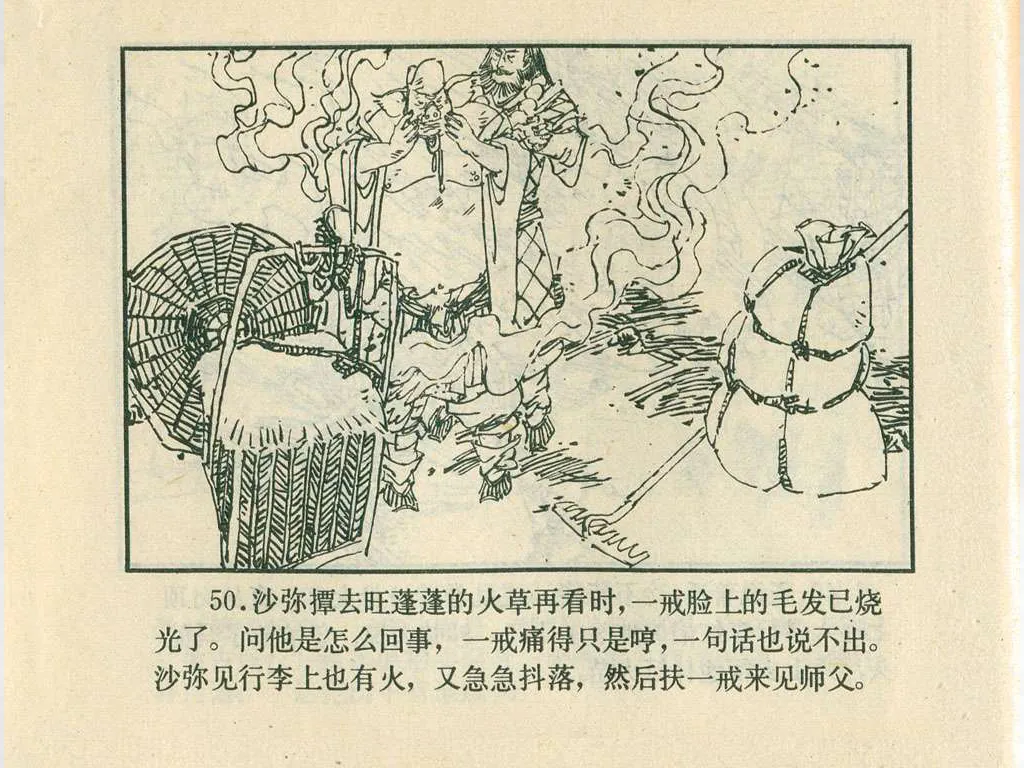 50.沙弥撣去旺蓬蓬的火草再看时,一戒脸上的毛发已烧
光了。问他是怎么回事，一戒痛得只是哼，一句话也说不出。
沙弥见行李上也有火，又急急抖落，然后扶一戒来见师父。